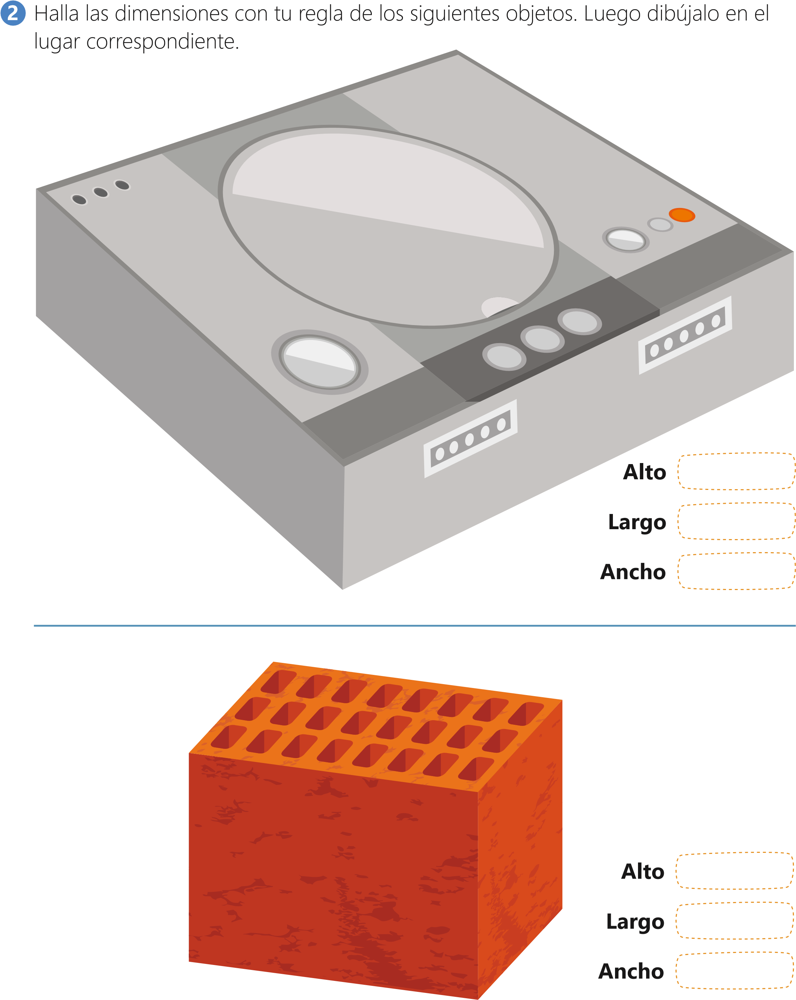 2 Halla las dimensiones con tu regla de los siguientes objetos. Luego dibújalo en el
lugar correspondiente.
Alto
Largo
Ancho
Alto
Largo
Ancho